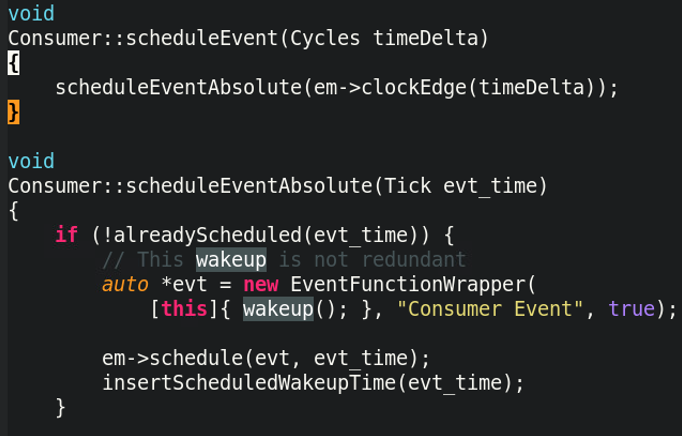 void
Consumer::scheduleEvent(Cycles timeDelta)
{
    scheduleEventAbsolute(em->clockEdge(timeDelta));
}

void
Consumer::scheduleEventAbsolute(Tick evt_time)
{
    if (!alreadyScheduled(evt_time)) {
        // This wakeup is not redundant
        auto *evt = new EventFunctionWrapper(
            [this]{ wakeup(); }, "Consumer Event", true);

        em->schedule(evt, evt_time);
        insertScheduledWakeupTime(evt_time);
    }